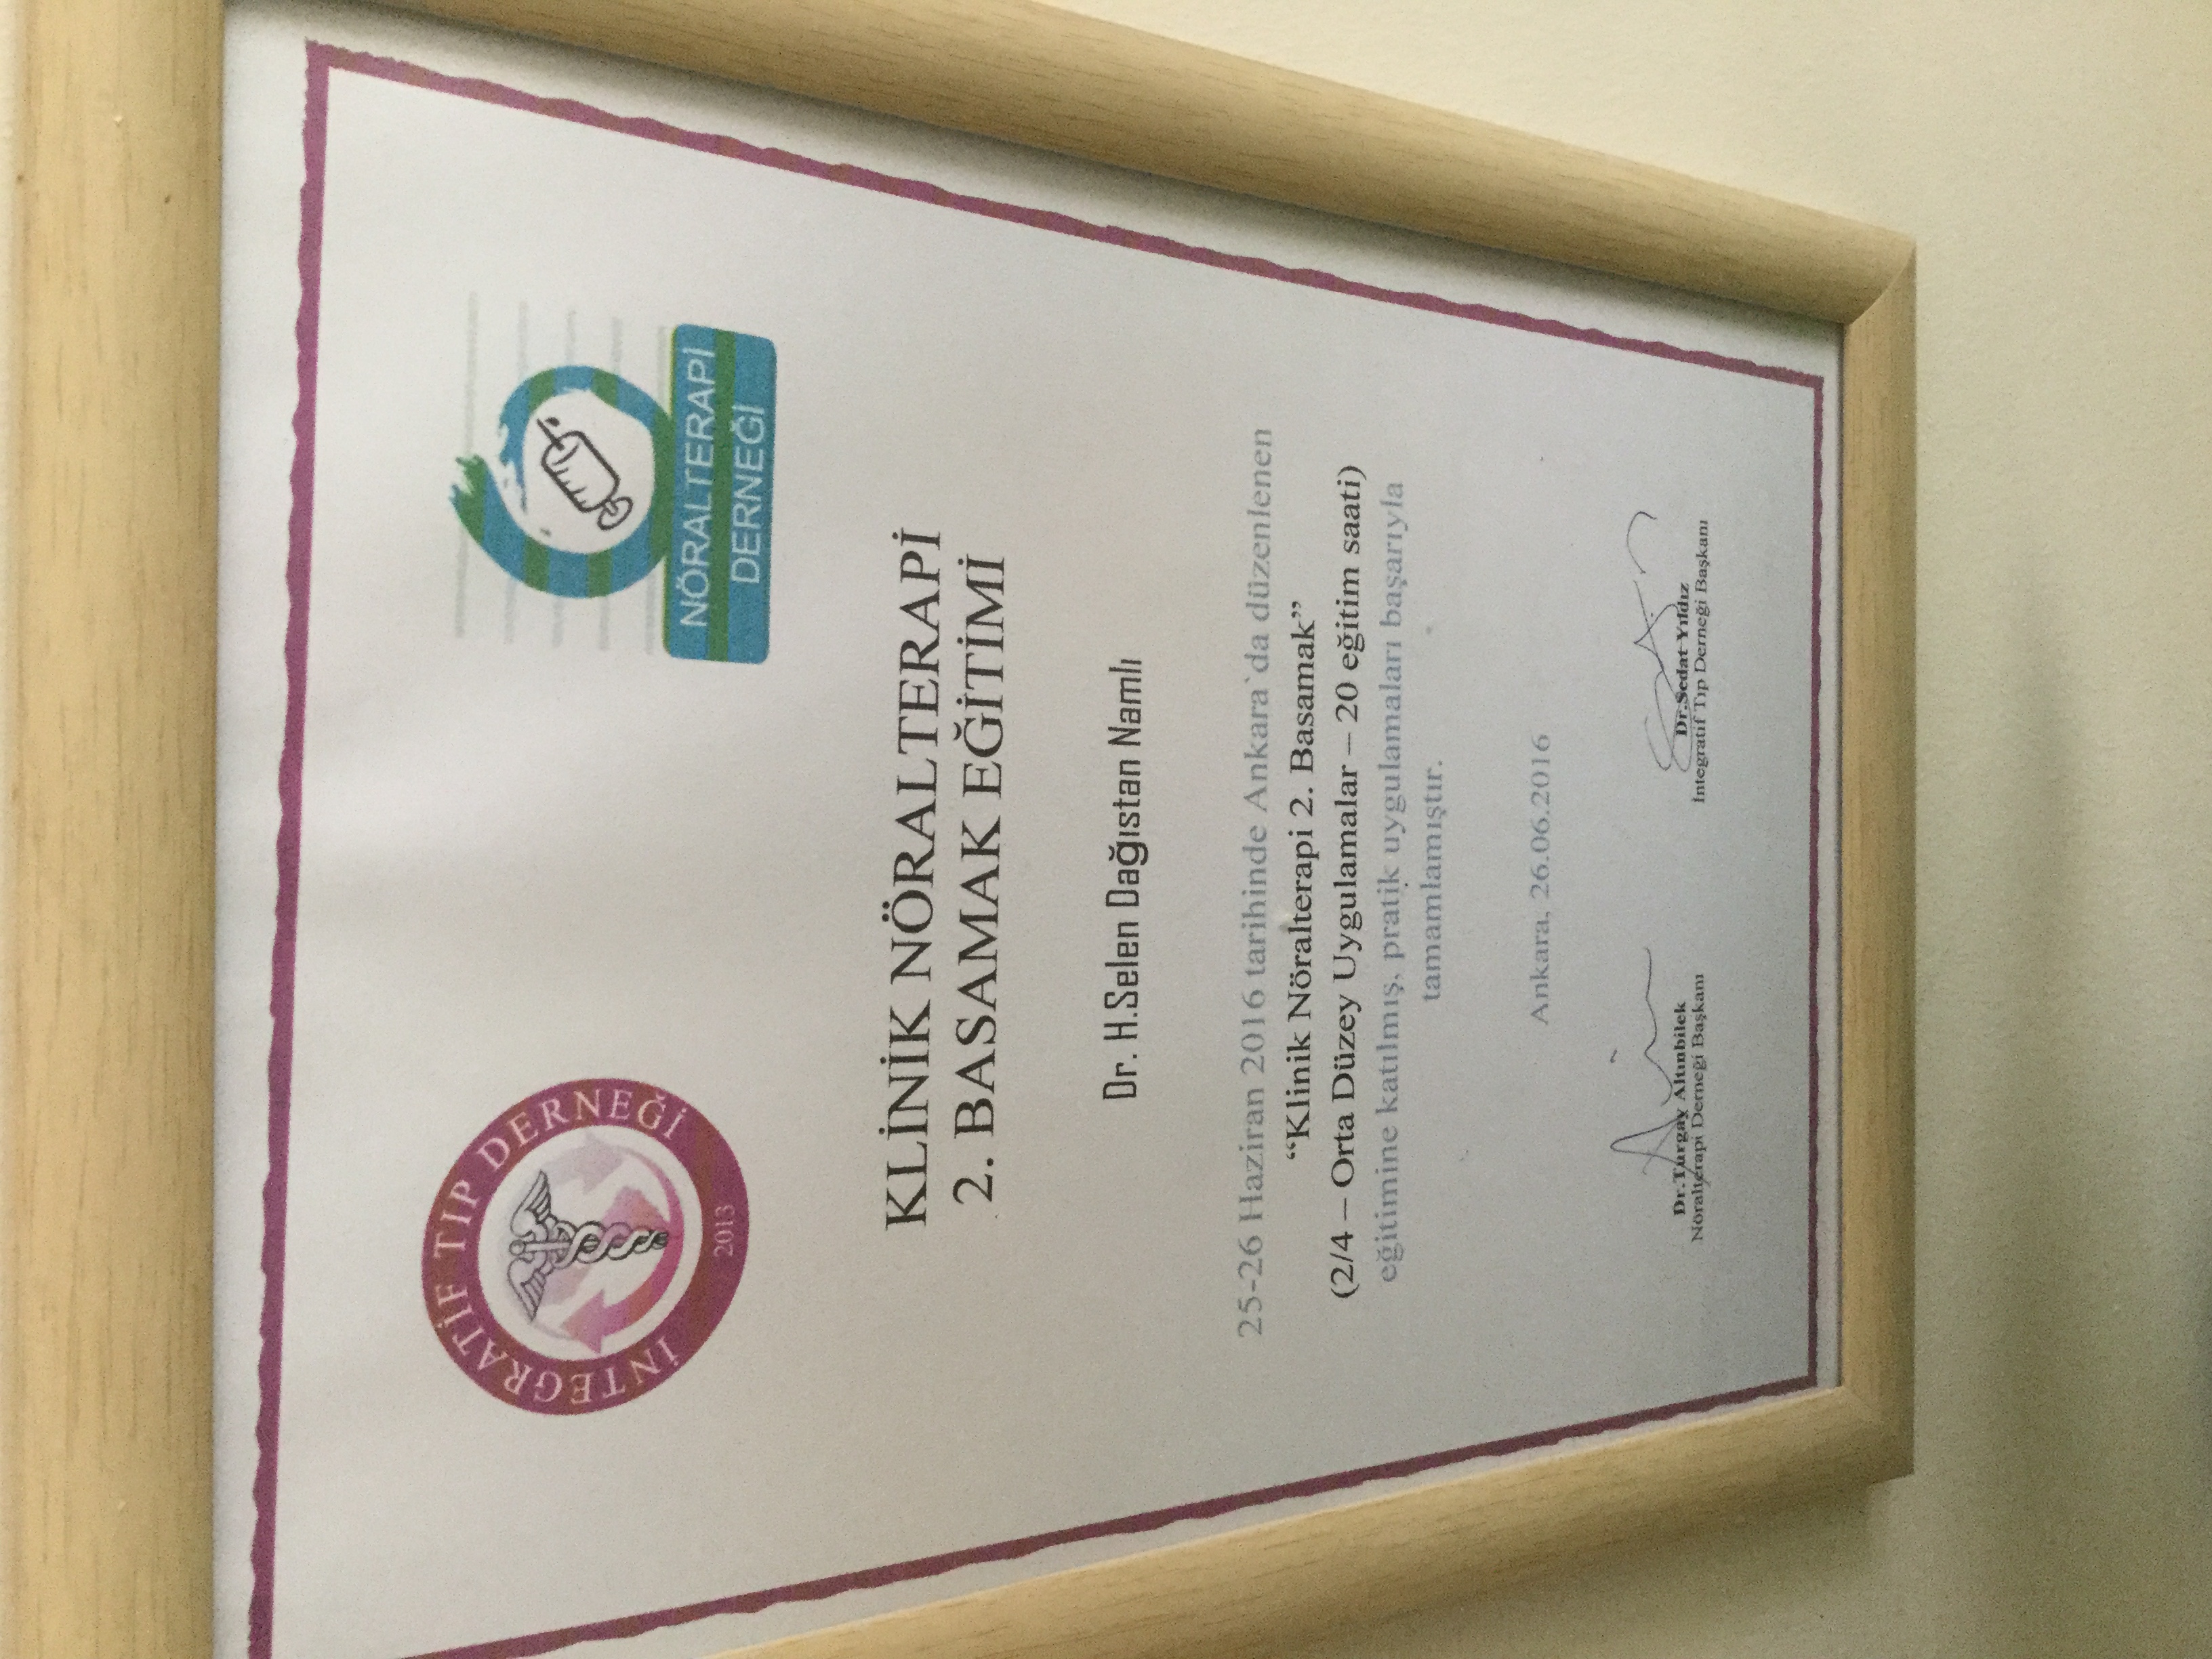 İNTEGRATİF TIP DERNEĞİ
2013
NÖRALTERAPİ
DERNEĞİ
KLİNİK NÖRALTERAPİ
2. BASAMAK EĞİTİMİ
Dr. H.Selen Dağıstan Namlı
25-26 Haziran 2016 tarihinde Ankara`da düzenlenen
“Klinik Nöralterapi 2. Basamak”
(2/4 – Orta Düzey Uygulamalar – 20 eğitim saati)
eğitimine katılmış, pratik uygulamaları başarıyla
tamamlamıştır.
Ankara, 26.06.2016
Dr.Turgay Altınbilek
Nöralterapi Derneği Başkanı
Dr.Sedat Yıldız
İntegratif Tıp Derneği Başkanı